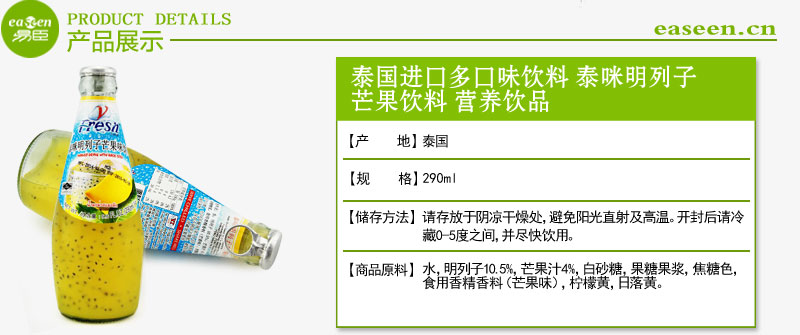 easeen
易臣
PRODUCT DETAILS
产品展示
easeen.cn
泰国进口多口味饮料 泰咪明列子
芒果饮料 营养饮品
【产 地】泰国
【规 格】290ml
【储存方法】请存放于阴凉干燥处,避免阳光直射及高温。开封后请冷
藏0-5度之间,并尽快饮用。
【商品原料】水,明列子10.5%,芒果汁4%,白砂糖,果糖果浆,焦糖色,
食用香精香料(芒果味),柠檬黄,日落黄。
V
Fresh
咪明列子芒果味